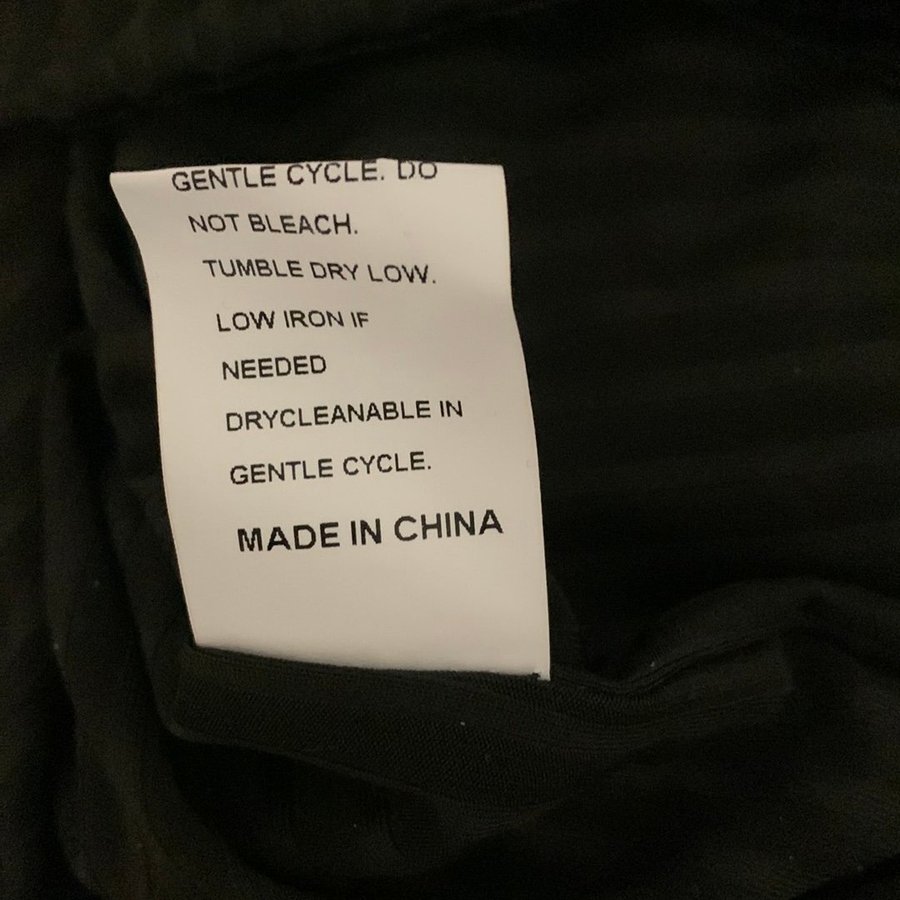 GENTLE CYCLE. DO
NOT BLEACH.
TUMBLE DRY LOW.
LOW IRON IF
NEEDED
DRYCLEANABLE IN
GENTLE CYCLE.
MADE IN CHINA